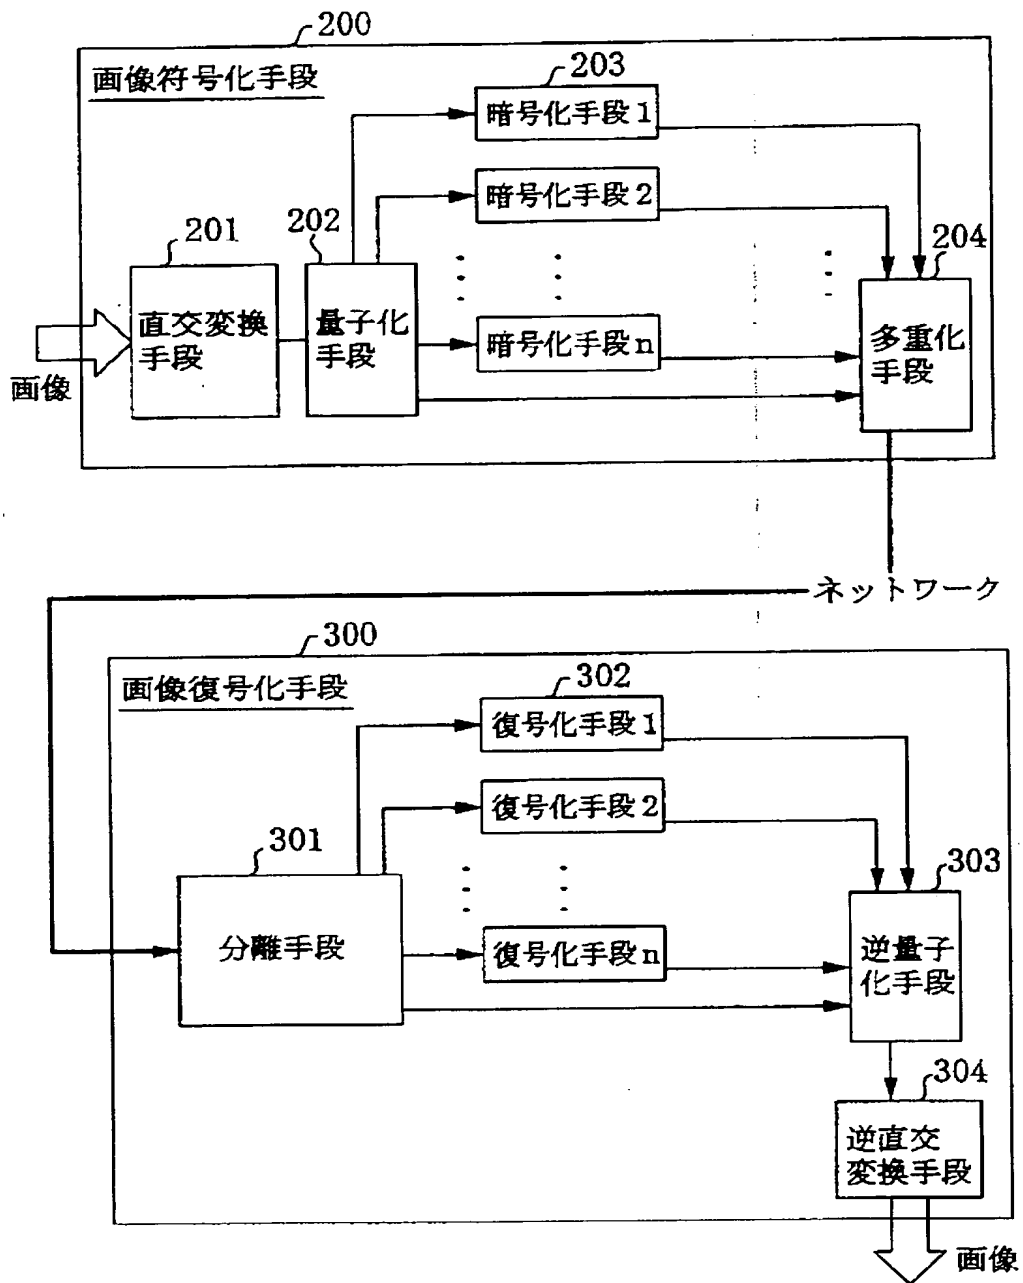 200
画像符号化手段
203
暗号化手段1
暗号化手段2
201
202
204
直交変換
手段
量子化
手段
暗号化手段n
多重化
手段
画像
ネットワーク
300
画像復号化手段
302
復号化手段1
復号化手段2
301
303
分離手段
復号化手段n
逆量子
化手段
304
逆直交
変換手段
画像